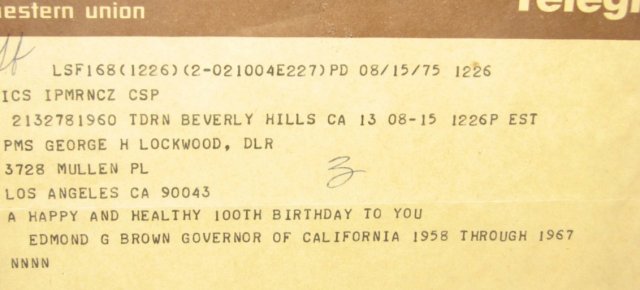 western union
Telegr
LSF168(1226)(2-021004E227)PD 08/15/75 1226
ICS IPMRNCZ CSP
2132781960 TDRN BEVERLY HILLS CA 13 08-15 1226P EST
PMS GEORGE H LOCKWOOD, DLR
3728 MULLEN PL
3
LOS ANGELES CA 90043
A HAPPY AND HEALTHY 100TH BIRTHDAY TO YOU
EDMOND G BROWN GOVERNOR OF CALIFORNIA 1958 THROUGH 1967
NNNN